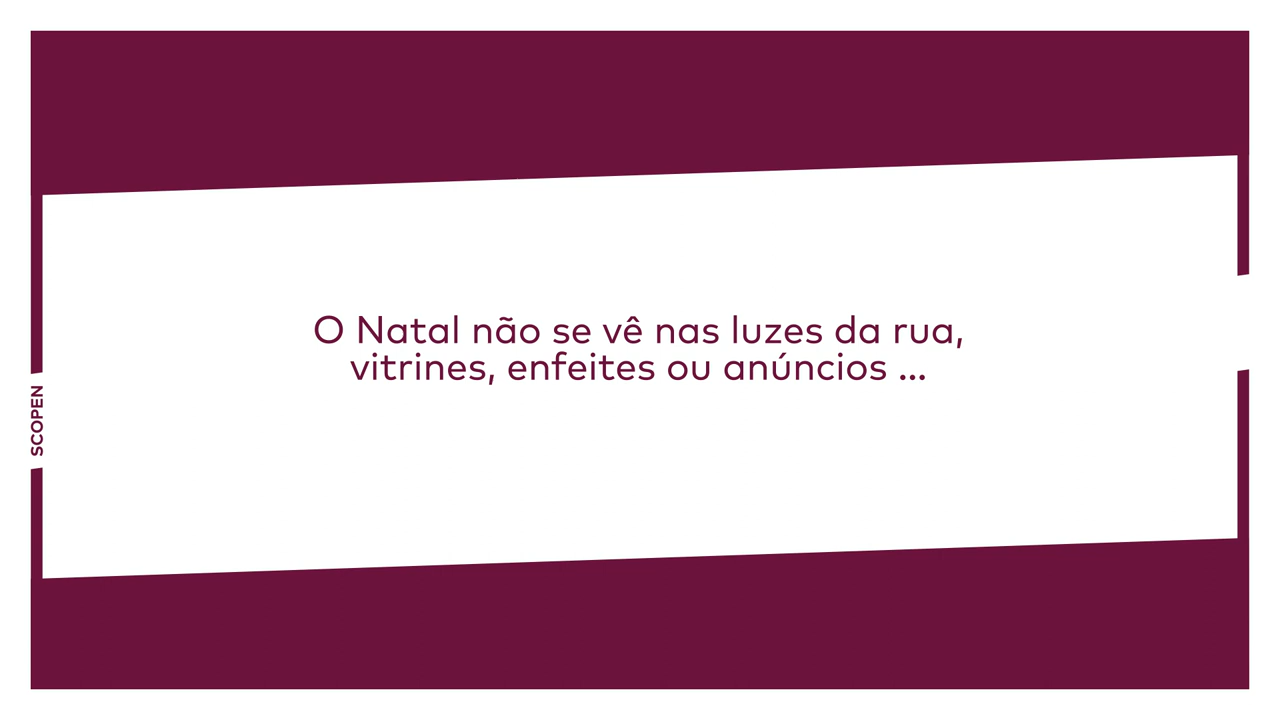 O Natal não se vê nas luzes da rua,
vitrines, enfeites ou anúncios ...
SCOPEN